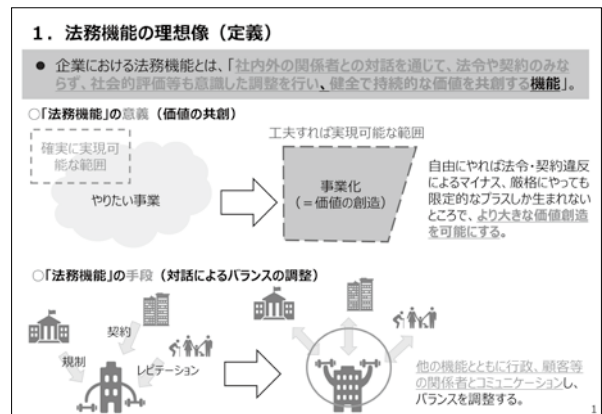 1．法務機能の理想像（定義）
● 企業における法務機能とは、「社内外の関係者との対話を通じて、法令や契約のみな
らず、社会的評価等も意識した調整を行い、健全で持続的な価値を共創する機能」。
○「法務機能」の意義（価値の共創）
工夫すれば実現可能な範囲
確実に実現可
能な範囲
やりたい事業
事業化
（＝価値の創造）
自由にやれば法令・契約違反
によるマイナス、厳格にやっても
限定的なプラスしか生まれない
ところで、より大きな価値創造
を可能にする。
○「法務機能」の手段（対話によるバランスの調整）
契約
規制
レピテーション
他の機能とともに行政、顧客等
の関係者とコミュニケーションし、
バランスを調整する。
1